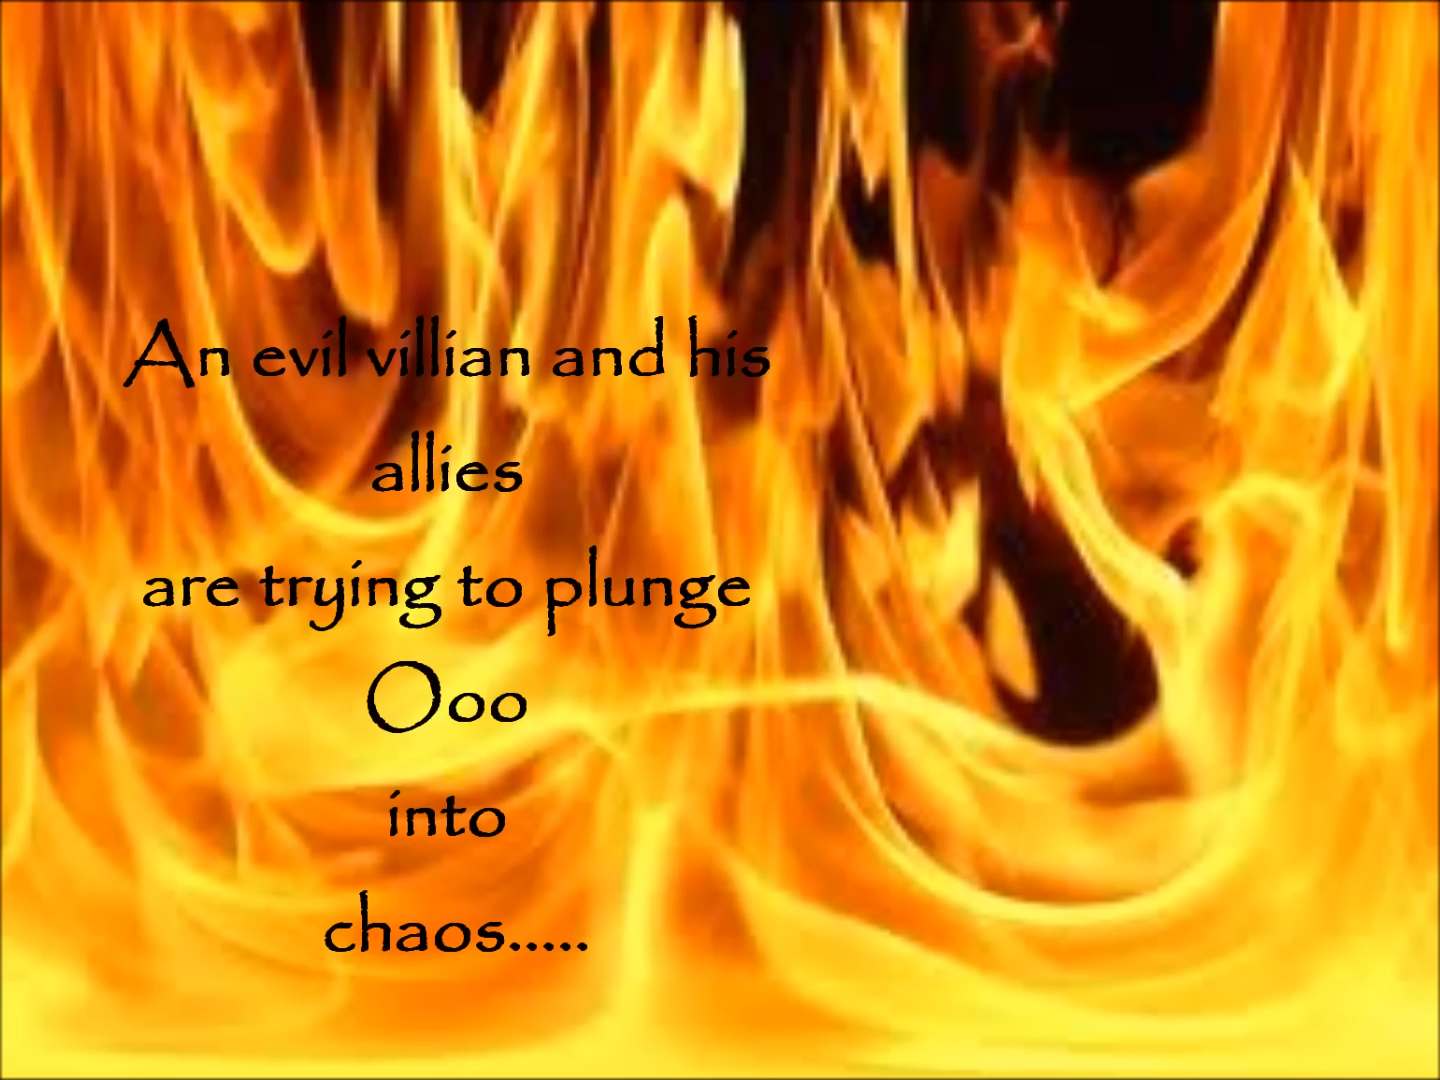 An evil villian and his
allies
are trying to plunge
Ooo
into
chaos.....